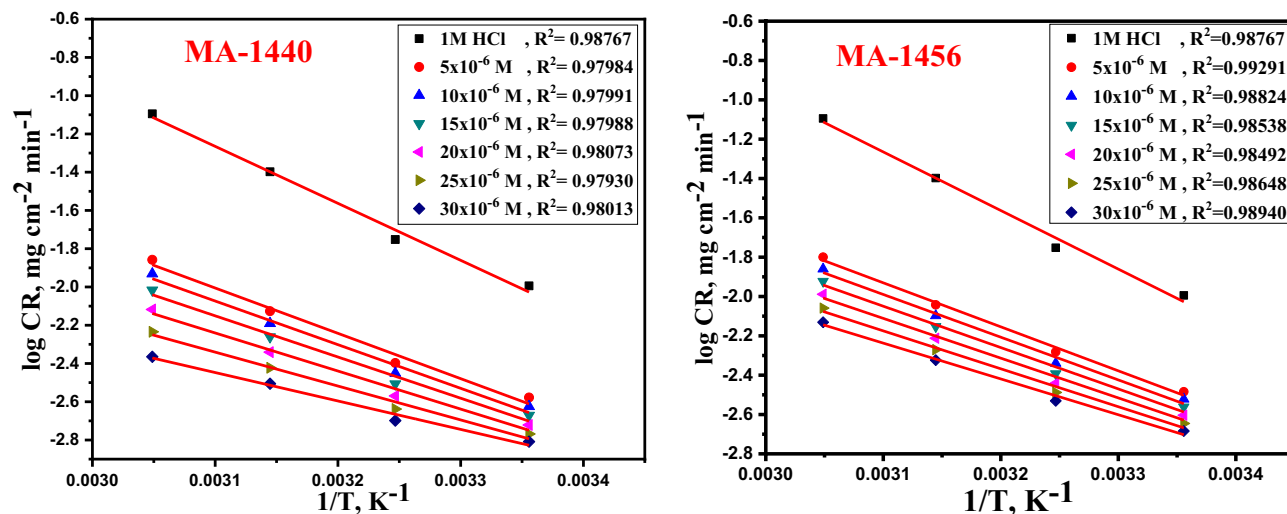 MA-1440
1M HCl , R²= 0.98767
5x10⁻⁶ M , R²= 0.97984
10x10⁻⁶ M , R²= 0.97991
15x10⁻⁶ M , R²= 0.97988
20x10⁻⁶ M , R²= 0.98073
25x10⁻⁶ M , R²= 0.97930
30x10⁻⁶ M , R²= 0.98013
log CR, mg cm⁻² min⁻¹
-0.6
-0.8
-1.0
-1.2
-1.4
-1.6
-1.8
-2.0
-2.2
-2.4
-2.6
-2.8
0.0030
0.0031
0.0032
0.0033
0.0034
1/T, K⁻¹
MA-1456
1M HCl , R²=0.98767
5x10⁻⁶ M , R²=0.99291
10x10⁻⁶ M , R²=0.98824
15x10⁻⁶ M , R²=0.98538
20x10⁻⁶ M , R²=0.98492
25x10⁻⁶ M , R²=0.98648
30x10⁻⁶ M , R²=0.98940
log CR, mg cm⁻² min⁻¹
-0.6
-0.8
-1.0
-1.2
-1.4
-1.6
-1.8
-2.0
-2.2
-2.4
-2.6
-2.8
0.0030
0.0031
0.0032
0.0033
0.0034
1/T, K⁻¹